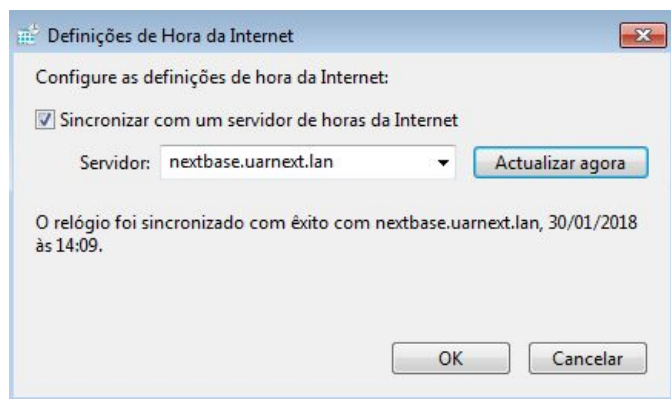 Definições de Hora da Internet
Configure as definições de hora da Internet:
Sincronizar com um servidor de horas da Internet
Servidor: nextbase.uarnext.lan Actualizar agora
O relógio foi sincronizado com êxito com nextbase.uarnext.lan, 30/01/2018
às 14:09.
OK Cancelar